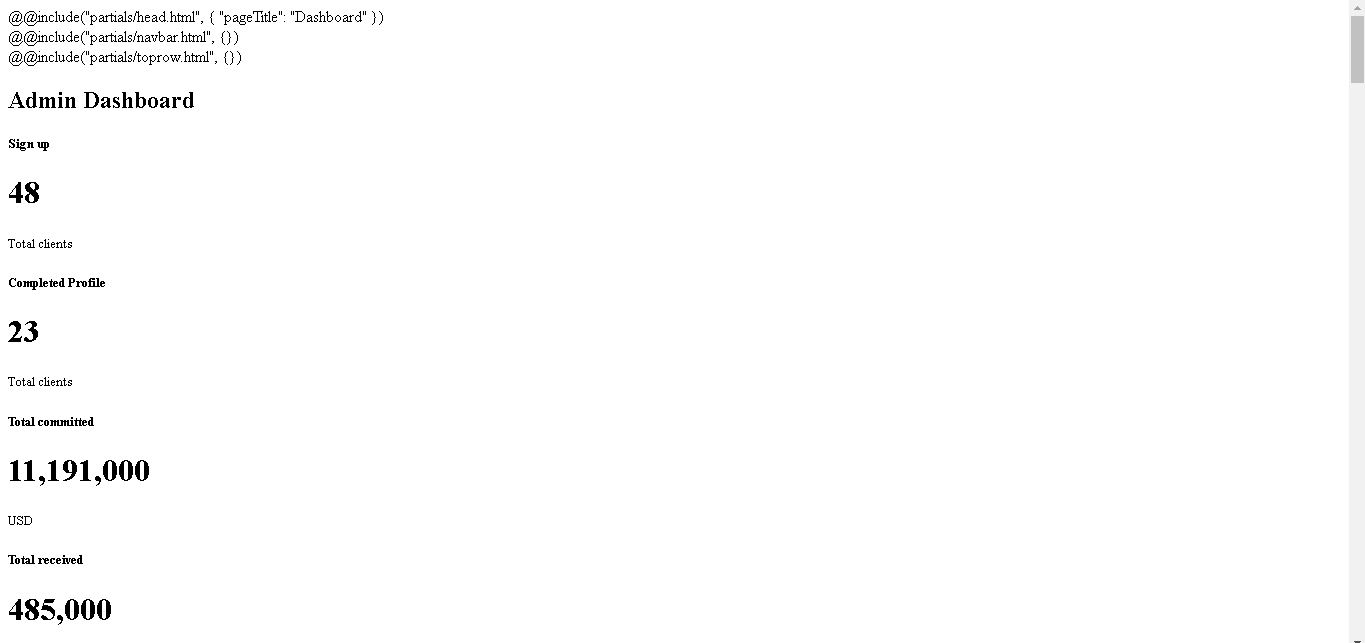 @@include("partials/head.html", { "pageTitle": "Dashboard" })
@@include("partials/navbar.html", {})
@@include("partials/toprow.html", {})
Admin Dashboard
Sign up
48
Total clients
Completed Profile
23
Total clients
Total committed
11,191,000
USD
Total received
485,000